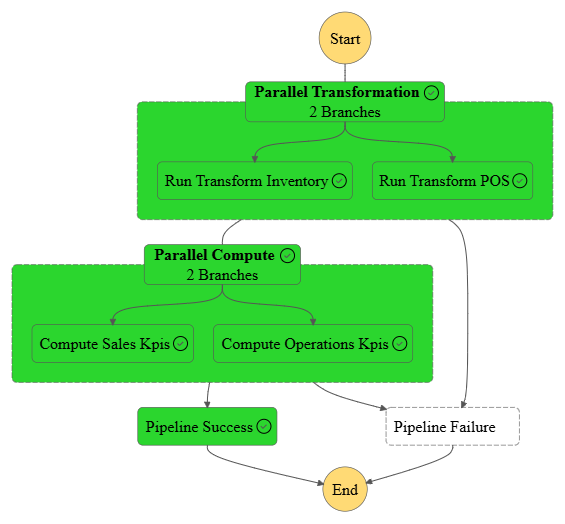 Start
Parallel Transformation
2 Branches
Run Transform Inventory
Run Transform POS
Parallel Compute
2 Branches
Compute Sales Kpis
Compute Operations Kpis
Pipeline Success
Pipeline Failure
End